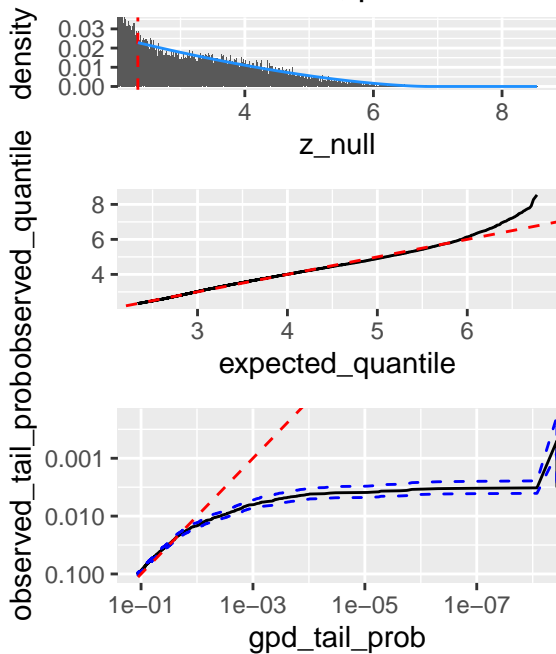 density
0.03
0.02
0.01
0.00
4 6 8
z_null
observed_quantile
8
6
4
3 4 5 6
expected_quantile
observed_tail_prob
0.001
0.010
0.100
1e-01 1e-03 1e-05 1e-07
gpd_tail_prob